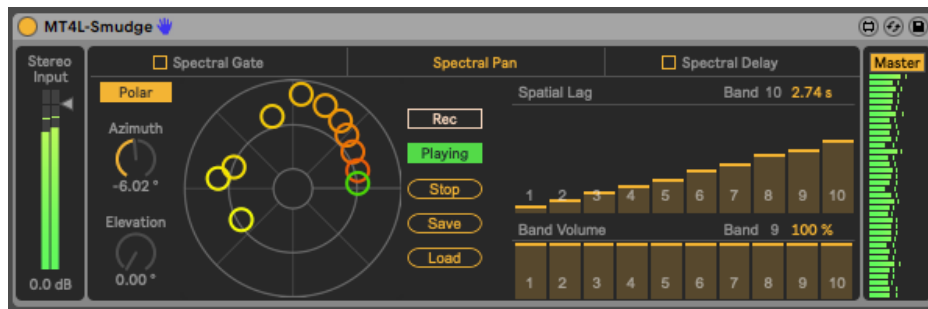 MT4L-Smudge
Stereo
Input
0.0 dB
Spectral Gate
Spectral Pan
Spectral Delay
Polar
Azimuth
-6.02 °
Elevation
0.00 °
Rec
Playing
Stop
Save
Load
Spatial Lag Band 10 2.74 s
1 2 3 4 5 6 7 8 9 10
Band Volume Band 9 100 %
1 2 3 4 5 6 7 8 9 10
Master